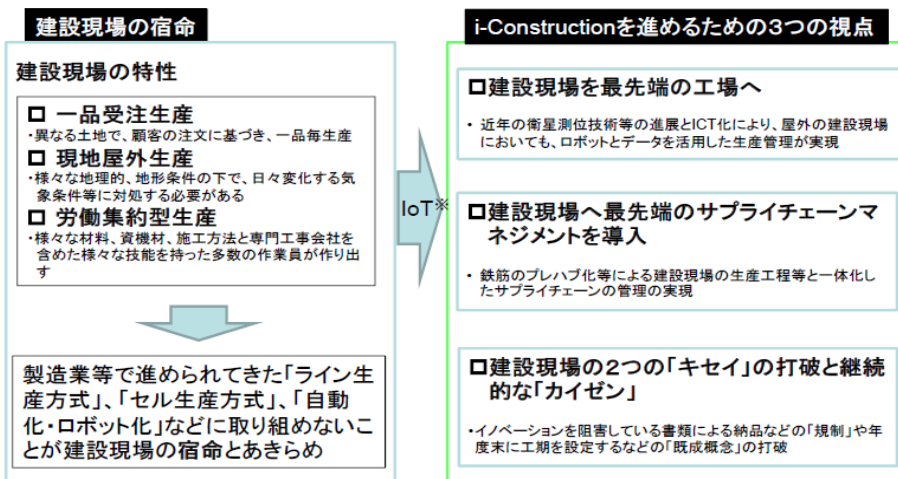 建設現場の宿命
建設現場の特性
□ 一品受注生産
・異なる土地で、顧客の注文に基づき、一品毎生産
□ 現地屋外生産
・様々な地理的、地形条件の下で、日々変化する気
象条件等に対処する必要がある
□ 労働集約型生産
・様々な材料、資機材、施工方法と専門工事会社を
含めた様々な技能を持った多数の作業員が作り出
す
製造業等で進められてきた「ライン生
産方式」、「セル生産方式」、「自動
化・ロボット化」などに取り組めないこ
とが建設現場の宿命とあきらめ
IoT※
i-Constructionを進めるための3つの視点
□建設現場を最先端の工場へ
・ 近年の衛星測位技術等の進展とICT化により、屋外の建設現場
においても、ロボットとデータを活用した生産管理が実現
□建設現場へ最先端のサプライチェーンマ
ネジメントを導入
・ 鉄筋のプレハブ化等による建設現場の生産工程等と一体化し
たサプライチェーンの管理の実現
□建設現場の2つの「キセイ」の打破と継続
的な「カイゼン」
・イノベーションを阻害している書類による納品などの「規制」や年
度末に工期を設定するなどの「既成概念」の打破